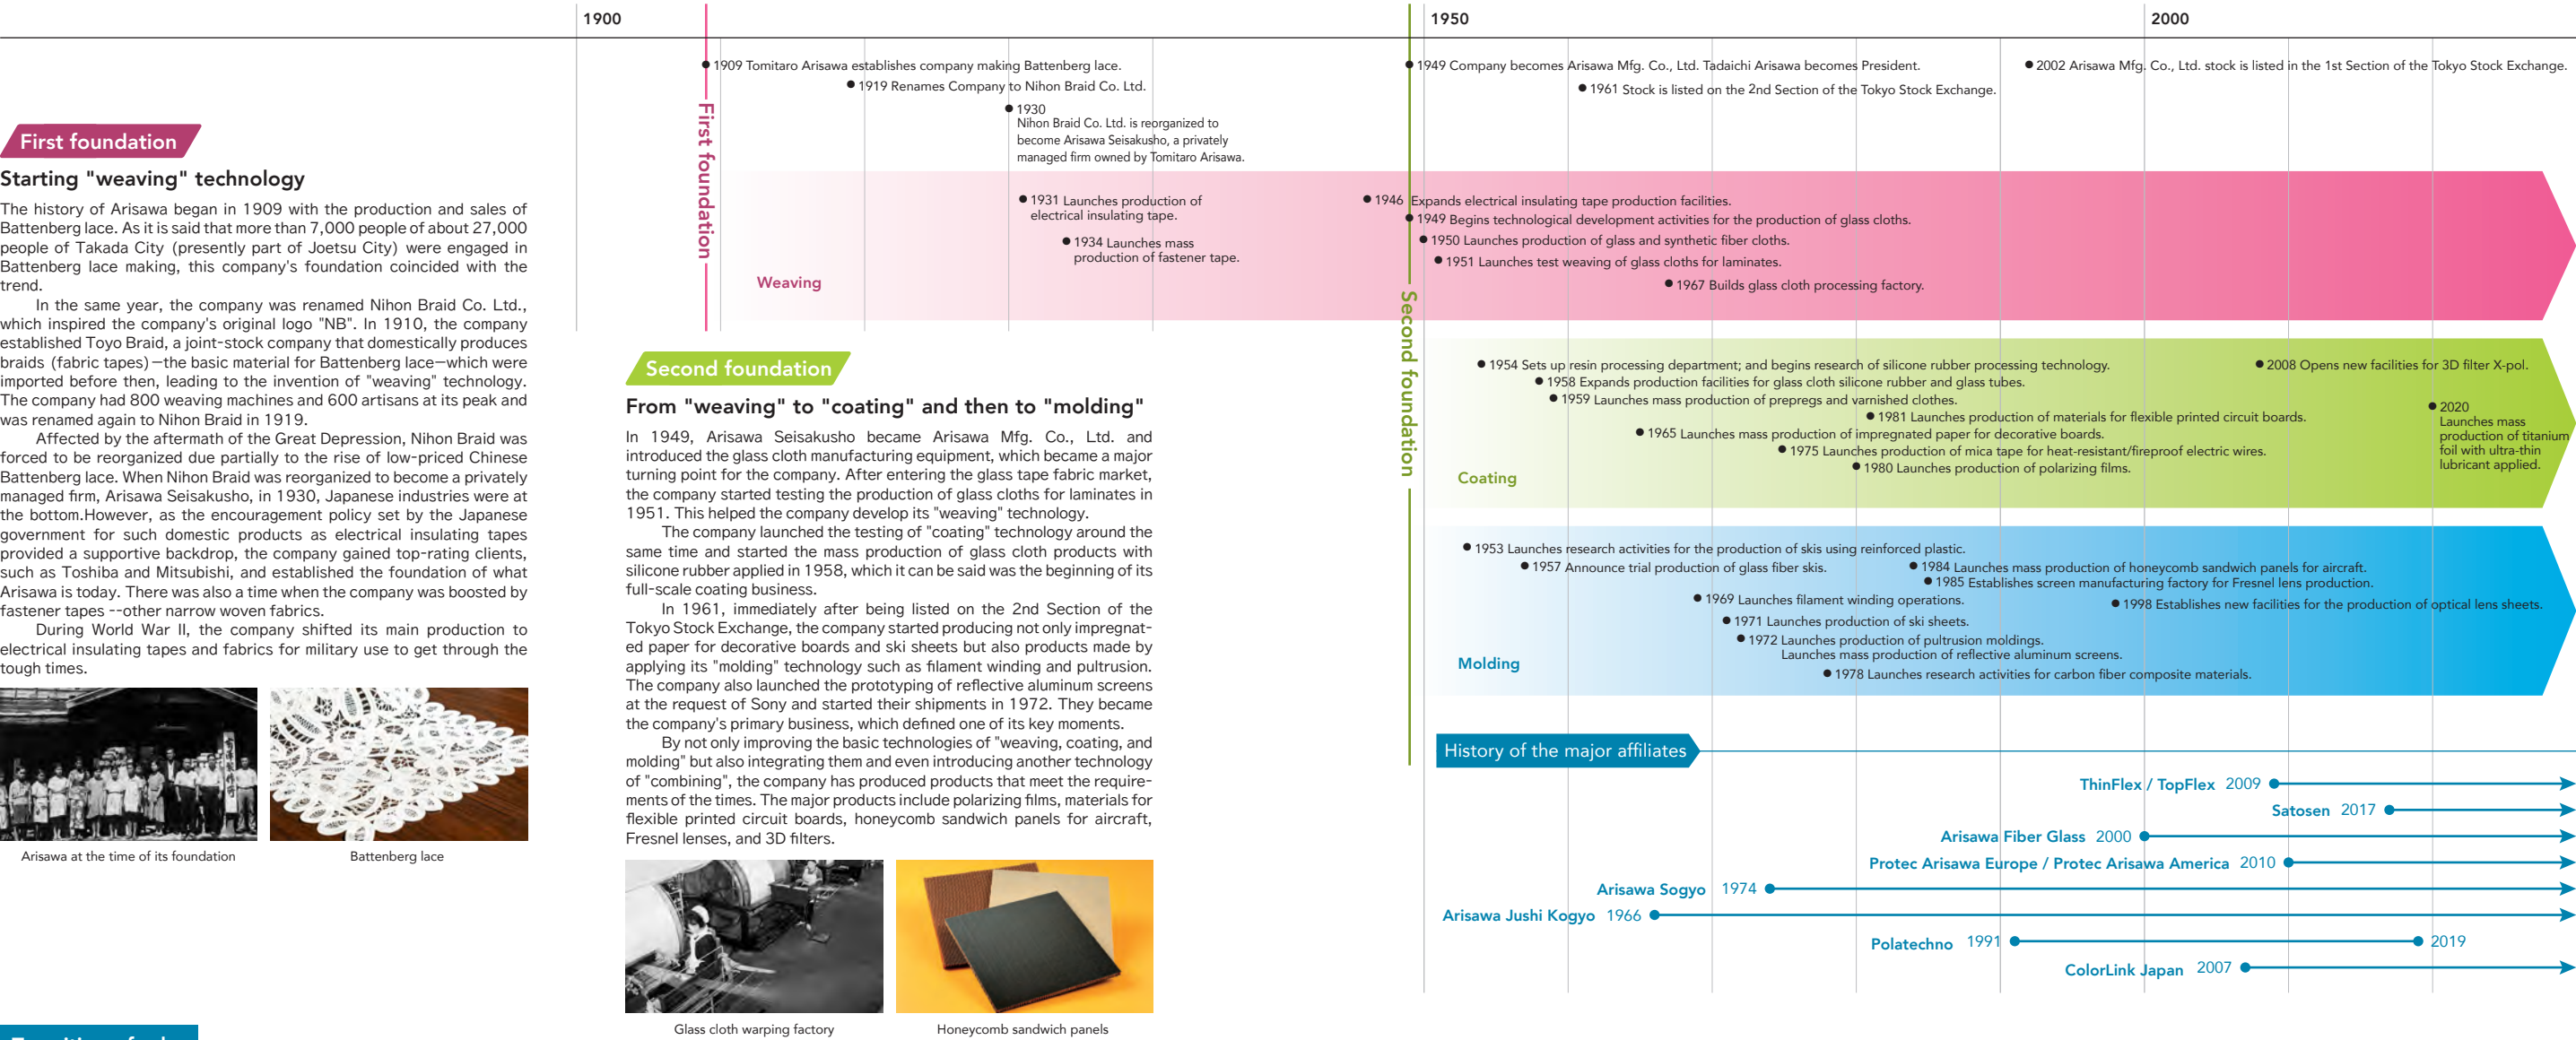 1900
1950
2000
1909 Tomitaro Arisawa establishes company making Battenberg lace.
1919 Renames Company to Nihon Braid Co. Ltd.
1930
Nihon Braid Co. Ltd. is reorganized to
become Arisawa Seisakusho, a privately
managed firm owned by Tomitaro Arisawa.
1949 Company becomes Arisawa Mfg. Co., Ltd. Tadaichi Arisawa becomes President.
1961 Stock is listed on the 2nd Section of the Tokyo Stock Exchange.
2002 Arisawa Mfg. Co., Ltd. stock is listed in the 1st Section of the Tokyo Stock Exchange.
First foundation
First foundation
Starting "weaving" technology
The history of Arisawa began in 1909 with the production and sales of
Battenberg lace. As it is said that more than 7,000 people of about 27,000
people of Takada City (presently part of Joetsu City) were engaged in
Battenberg lace making, this company's foundation coincided with the
trend.
In the same year, the company was renamed Nihon Braid Co. Ltd.,
which inspired the company's original logo "NB". In 1910, the company
established Toyo Braid, a joint-stock company that domestically produces
braids (fabric tapes)—the basic material for Battenberg lace—which were
imported before then, leading to the invention of "weaving" technology.
The company had 800 weaving machines and 600 artisans at its peak and
was renamed again to Nihon Braid in 1919.
Affected by the aftermath of the Great Depression, Nihon Braid was
forced to be reorganized due partially to the rise of low-priced Chinese
Battenberg lace. When Nihon Braid was reorganized to become a privately
managed firm, Arisawa Seisakusho, in 1930, Japanese industries were at
the bottom.However, as the encouragement policy set by the Japanese
government for such domestic products as electrical insulating tapes
provided a supportive backdrop, the company gained top-rating clients,
such as Toshiba and Mitsubishi, and established the foundation of what
Arisawa is today. There was also a time when the company was boosted by
fastener tapes --other narrow woven fabrics.
During World War II, the company shifted its main production to
electrical insulating tapes and fabrics for military use to get through the
tough times.
Arisawa at the time of its foundation
Battenberg lace
Weaving
1931 Launches production of
electrical insulating tape.
1934 Launches mass
production of fastener tape.
1946 Expands electrical insulating tape production facilities.
1949 Begins technological development activities for the production of glass cloths.
1950 Launches production of glass and synthetic fiber cloths.
1951 Launches test weaving of glass cloths for laminates.
1967 Builds glass cloth processing factory.
Second foundation
Second foundation
From "weaving" to "coating" and then to "molding"
In 1949, Arisawa Seisakusho became Arisawa Mfg. Co., Ltd. and
introduced the glass cloth manufacturing equipment, which became a major
turning point for the company. After entering the glass tape fabric market,
the company started testing the production of glass cloths for laminates in
1951. This helped the company develop its "weaving" technology.
The company launched the testing of "coating" technology around the
same time and started the mass production of glass cloth products with
silicone rubber applied in 1958, which it can be said was the beginning of its
full-scale coating business.
In 1961, immediately after being listed on the 2nd Section of the
Tokyo Stock Exchange, the company started producing not only impregnat-
ed paper for decorative boards and ski sheets but also products made by
applying its "molding" technology such as filament winding and pultrusion.
The company also launched the prototyping of reflective aluminum screens
at the request of Sony and started their shipments in 1972. They became
the company's primary business, which defined one of its key moments.
By not only improving the basic technologies of "weaving, coating, and
molding" but also integrating them and even introducing another technology
of "combining", the company has produced products that meet the require-
ments of the times. The major products include polarizing films, materials for
flexible printed circuit boards, honeycomb sandwich panels for aircraft,
Fresnel lenses, and 3D filters.
Glass cloth warping factory
Honeycomb sandwich panels
Coating
1954 Sets up resin processing department; and begins research of silicone rubber processing technology.
1958 Expands production facilities for glass cloth silicone rubber and glass tubes.
1959 Launches mass production of prepregs and varnished clothes.
1981 Launches production of materials for flexible printed circuit boards.
1965 Launches mass production of impregnated paper for decorative boards.
1975 Launches production of mica tape for heat-resistant/fireproof electric wires.
1980 Launches production of polarizing films.
2008 Opens new facilities for 3D filter X-pol.
2020
Launches mass
production of titanium
foil with ultra-thin
lubricant applied.
Molding
1953 Launches research activities for the production of skis using reinforced plastic.
1957 Announce trial production of glass fiber skis.
1984 Launches mass production of honeycomb sandwich panels for aircraft.
1985 Establishes screen manufacturing factory for Fresnel lens production.
1969 Launches filament winding operations.
1998 Establishes new facilities for the production of optical lens sheets.
1971 Launches production of ski sheets.
1972 Launches production of pultrusion moldings.
Launches mass production of reflective aluminum screens.
1978 Launches research activities for carbon fiber composite materials.
History of the major affiliates
ThinFlex / TopFlex 2009
Satosen 2017
Arisawa Fiber Glass 2000
Protec Arisawa Europe / Protec Arisawa America 2010
Arisawa Sogyo 1974
Arisawa Jushi Kogyo 1966
Polatechno 1991 2019
ColorLink Japan 2007